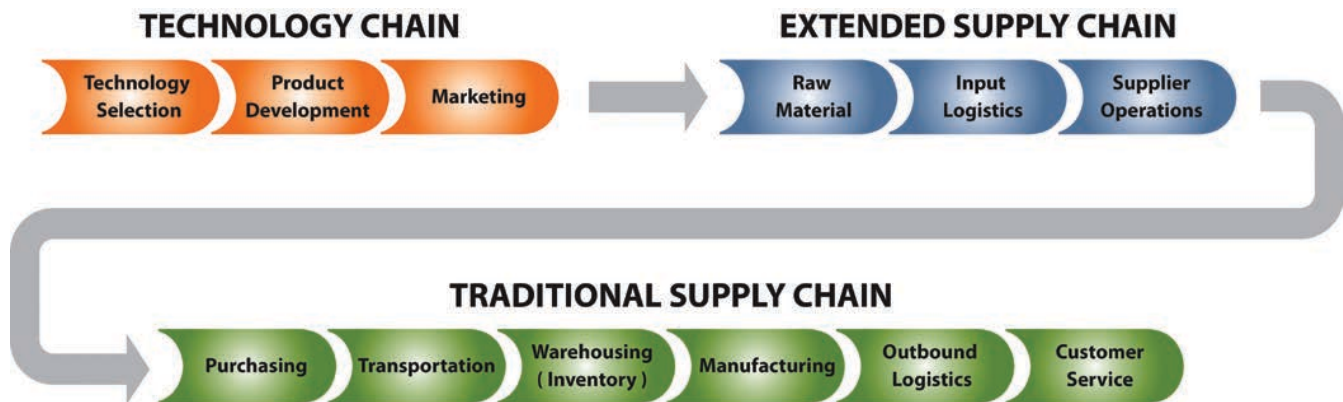 TECHNOLOGY CHAIN
Technology
Selection
Product
Development
Marketing
EXTENDED SUPPLY CHAIN
Raw
Material
Input
Logistics
Supplier
Operations
TRADITIONAL SUPPLY CHAIN
Purchasing
Transportation
Warehousing
( Inventory )
Manufacturing
Outbound
Logistics
Customer
Service